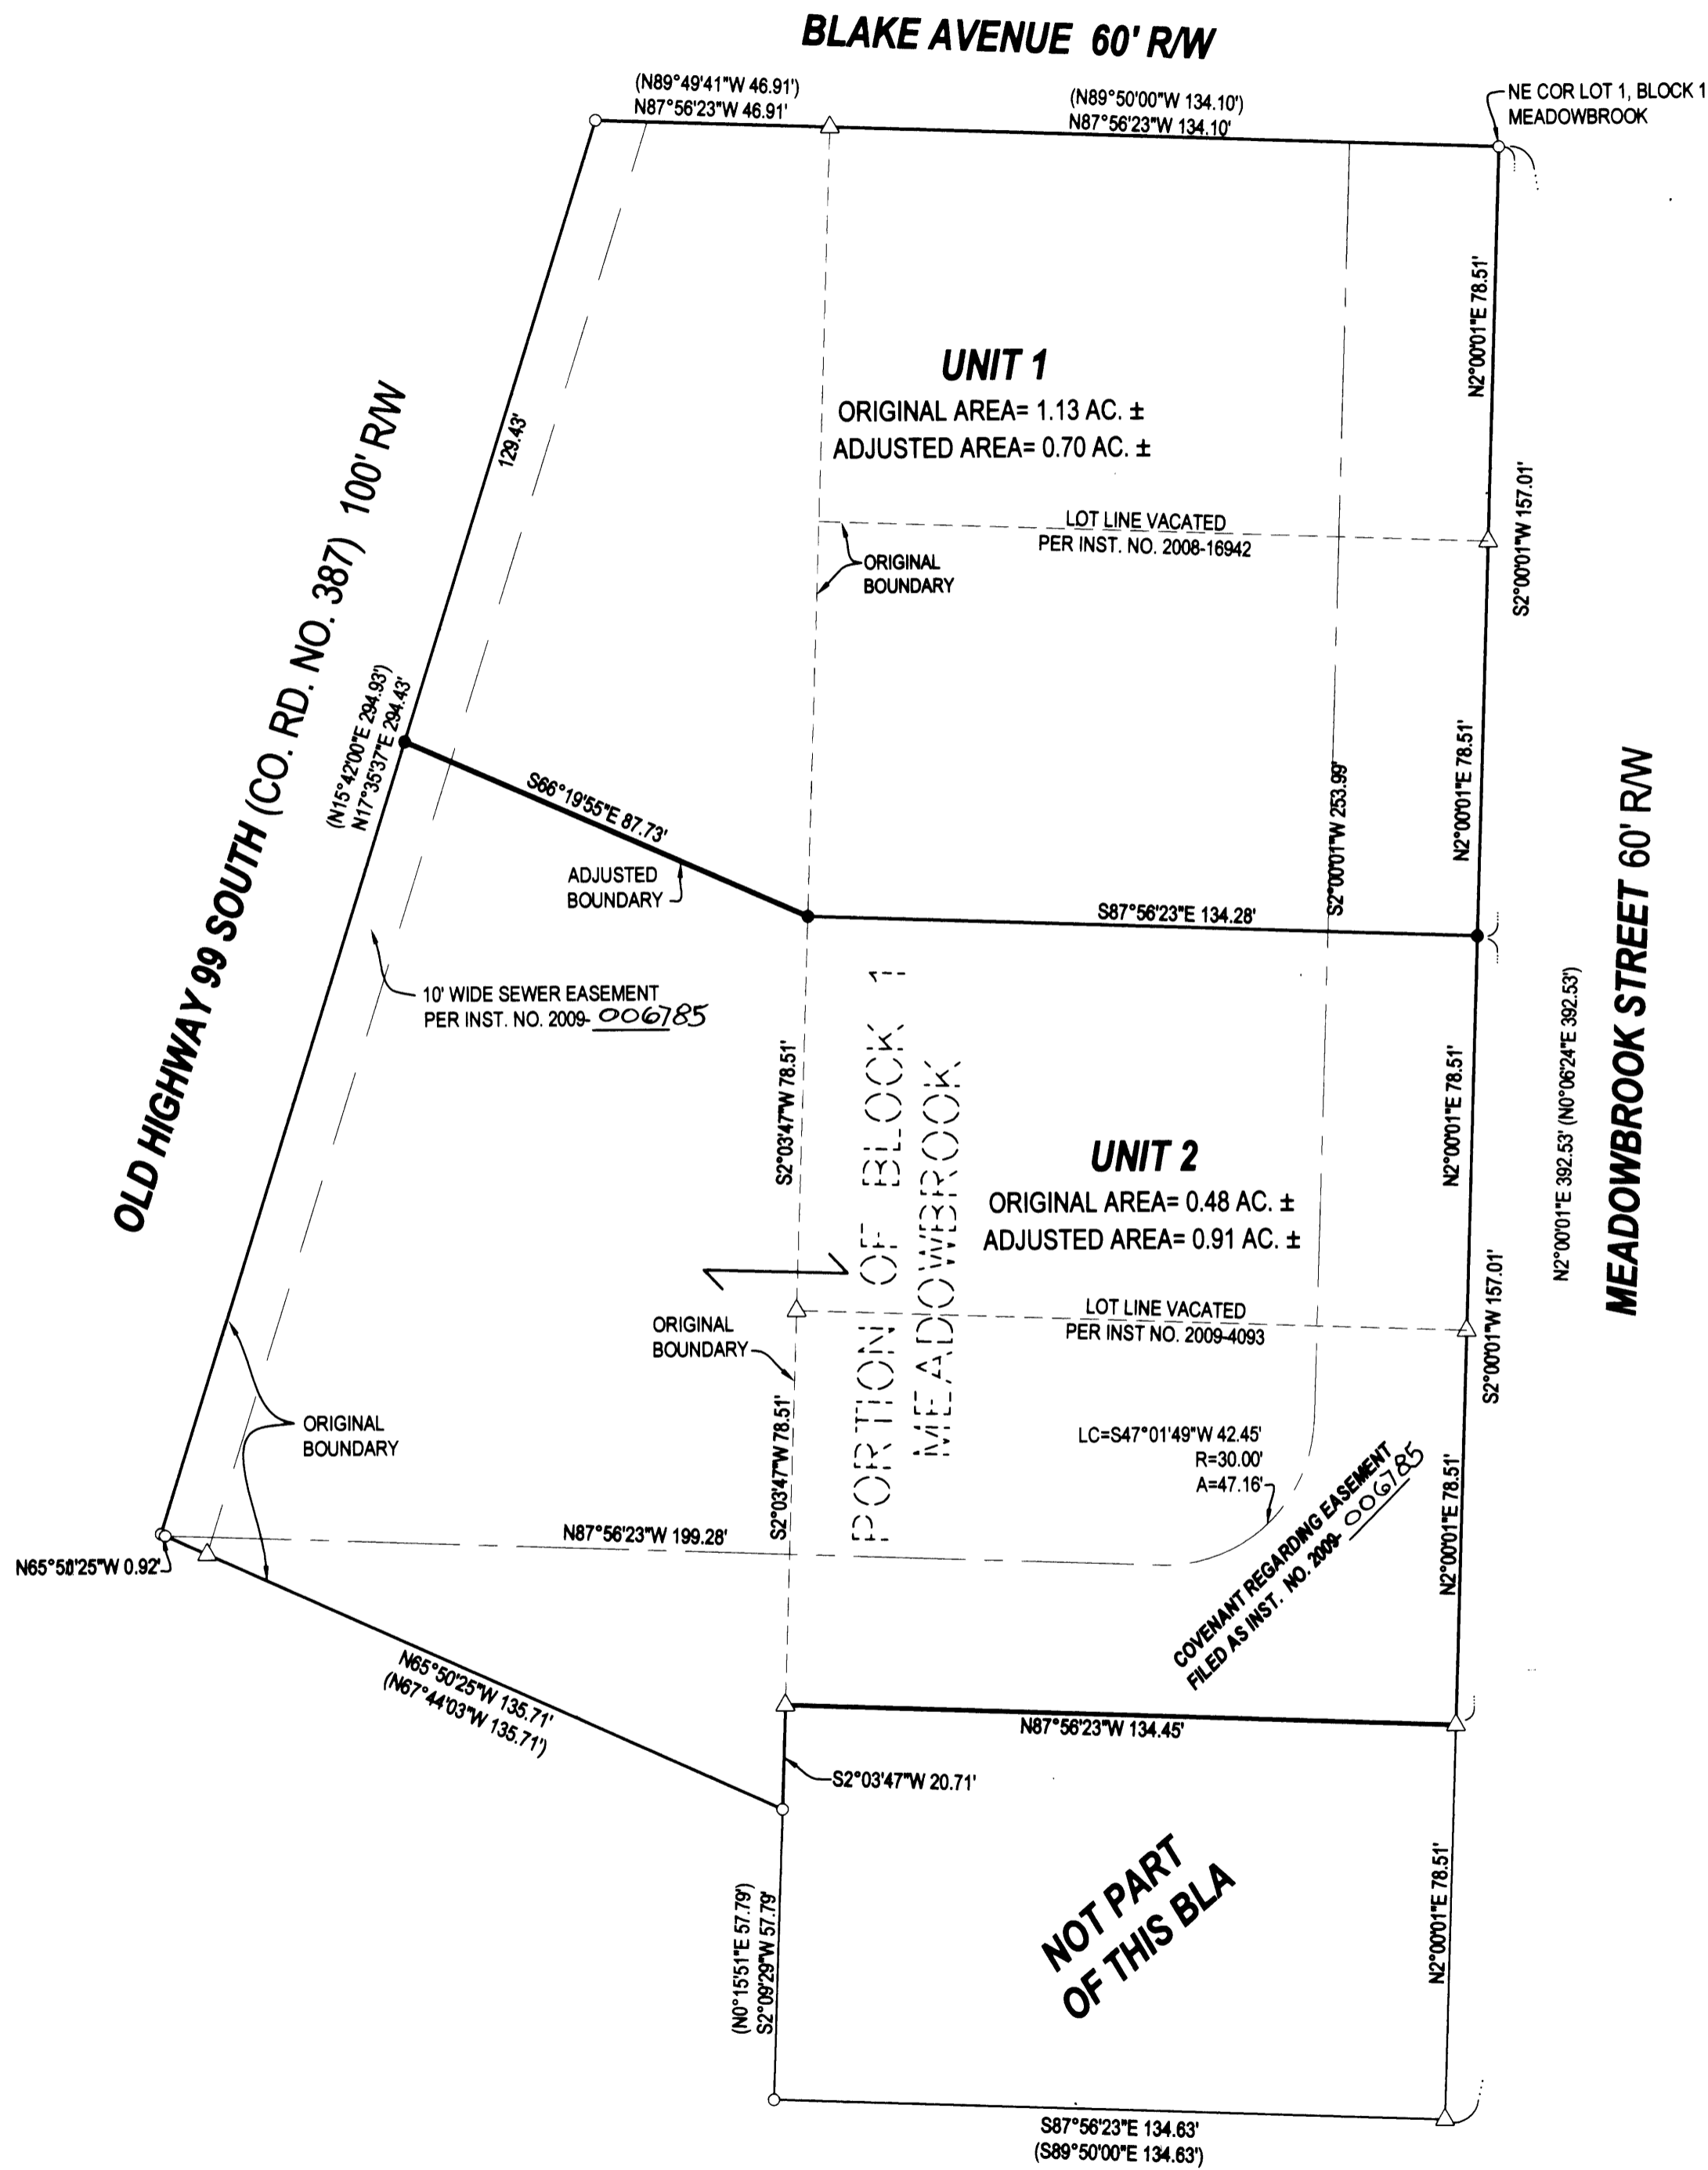 BLAKE AVENUE 60' R/W
(N89°49'41"W 46.91')
N87°56'23"W 46.91'
(N89°50'00"W 134.10')
N87°56'23"W 134.10'
NE COR LOT 1, BLOCK 1
MEADOWBROOK
N2°00'01"E 78.51'
UNIT 1
ORIGINAL AREA= 1.13 AC. ±
ADJUSTED AREA= 0.70 AC. ±
129.43'
OLD HIGHWAY 99 SOUTH (CO. RD. NO. 387) 100' R/W
S2°00'01"W 157.01'
LOT LINE VACATED
PER INST. NO. 2008-16942
ORIGINAL
BOUNDARY
(N15°42'00"E 294.93')
N17°35'37"E 294.43'
S66°19'55"E 87.73'
N2°00'01"E 78.51'
S2°00'01"W 253.99'
ADJUSTED
BOUNDARY
S87°56'23"E 134.28'
MEADOWBROOK STREET 60' R/W
N2°00'01"E 392.53' (N0°06'24"E 392.53')
10' WIDE SEWER EASEMENT
PER INST. NO. 2009- 006785
PORTION OF BLOCK 1
MEADOWBROOK
S2°03'47"W 78.51'
N2°00'01"E 78.51'
UNIT 2
ORIGINAL AREA= 0.48 AC. ±
ADJUSTED AREA= 0.91 AC. ±
LOT LINE VACATED
PER INST NO. 2009-4093
S2°00'01"W 157.01'
ORIGINAL
BOUNDARY
ORIGINAL
BOUNDARY
S2°03'47"W 78.51'
LC=S47°01'49"W 42.45'
R=30.00'
A=47.16'
COVENANT REGARDING EASEMENT
FILED AS INST. NO. 2009- 006785
N2°00'01"E 78.51'
N87°56'23"W 199.28'
N65°50'25"W 0.92'
N65°50'25"W 135.71'
(N67°44'03"W 135.71')
N87°56'23"W 134.45'
S2°03'47"W 20.71'
NOT PART
OF THIS BLA
(N0°15'51"E 57.79')
S2°09'29"W 57.79'
N2°00'01"E 78.51'
S87°56'23"E 134.63'
(S89°50'00"E 134.63')